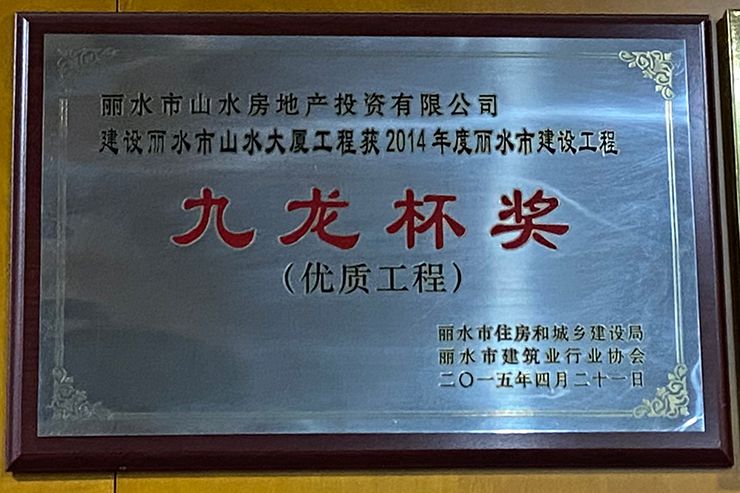 丽水市山水房地产投资有限公司
建设丽水市山水大厦工程获2014年度丽水市建设工程
九龙杯奖
（优质工程）
丽水市住房和城乡建设局
丽水市建筑业行业协会
二〇一五年四月二十一日